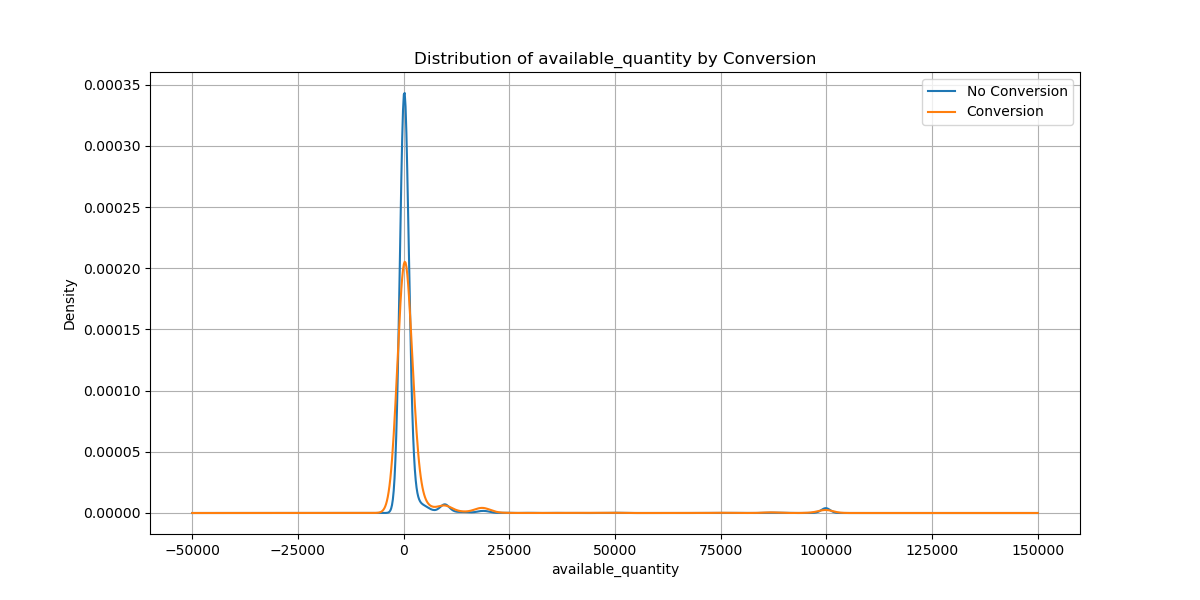 Distribution of available_quantity by Conversion
No Conversion
Conversion
Density
0.00035
0.00030
0.00025
0.00020
0.00015
0.00010
0.00005
0.00000
−50000 −25000 0 25000 50000 75000 100000 125000 150000
available_quantity